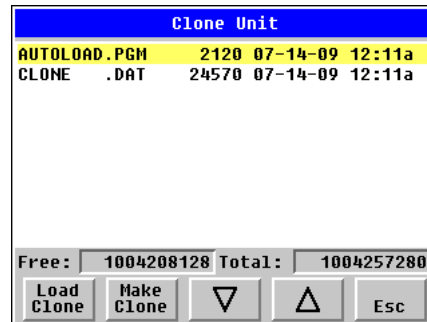 Clone Unit
AUTOLOAD.PGM 2120 07-14-09 12:11a
CLONE .DAT 24570 07-14-09 12:11a
Free: 1004208128 Total: 1004257280
Load Clone
Make Clone
Esc